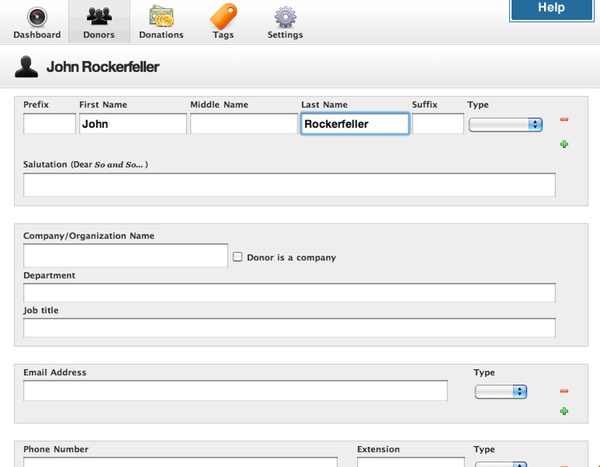 Help
Dashboard Donors Donations Tags Settings
John Rockerfeller
Prefix First Name Middle Name Last Name Suffix Type
John Rockerfeller
Salutation (Dear So and So... )
Company/Organization Name
Donor is a company
Department
Job title
Email Address Type
Phone Number Extension Type